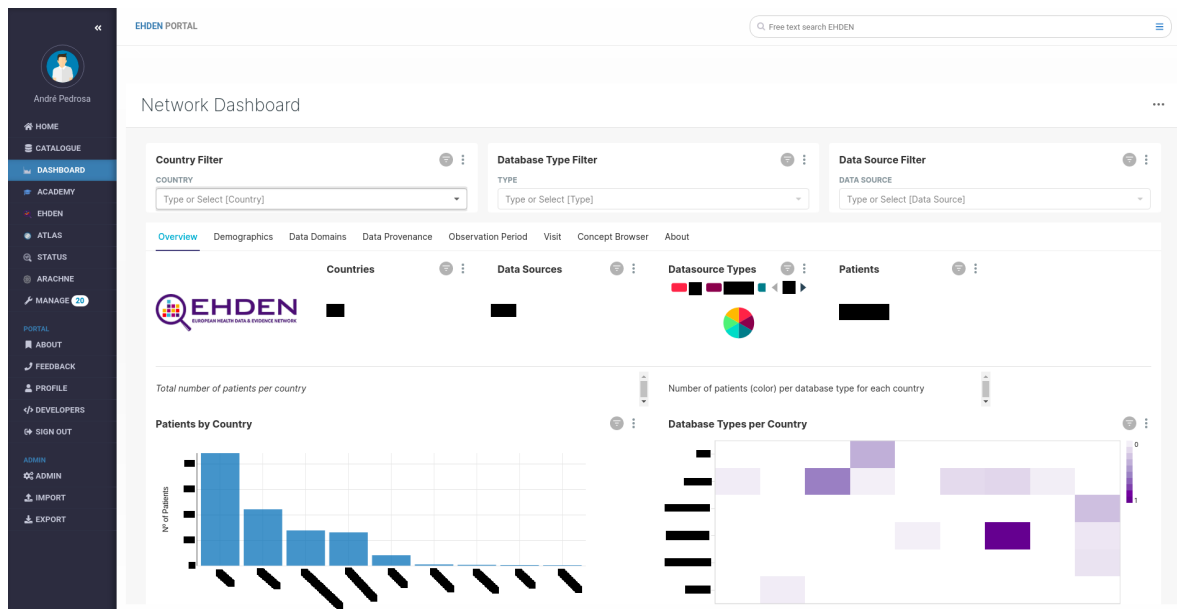 «
EHDEN PORTAL
Free text search EHDEN
André Pedrosa
HOME
CATALOGUE
DASHBOARD
ACADEMY
EHDEN
ATLAS
STATUS
ARACHNE
MANAGE 20
PORTAL
ABOUT
FEEDBACK
PROFILE
DEVELOPERS
SIGN OUT
ADMIN
ADMIN
IMPORT
EXPORT
Network Dashboard
Country Filter
COUNTRY
Type or Select [Country]
Database Type Filter
TYPE
Type or Select [Type]
Data Source Filter
DATA SOURCE
Type or Select [Data Source]
Overview Demographics Data Domains Data Provenance Observation Period Visit Concept Browser About
EHDEN
EUROPEAN HEALTH DATA & EVIDENCE NETWORK
Countries
Data Sources
Datasource Types
Patients
Total number of patients per country
Number of patients (color) per database type for each country
Patients by Country
Nº of Patients
Database Types per Country
0
1